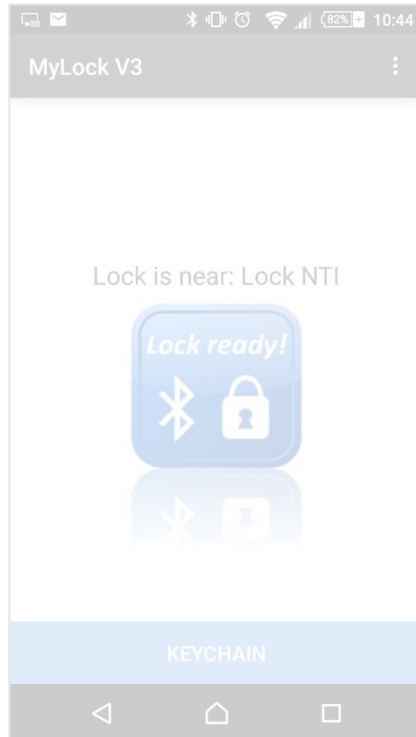 82% 10:44
MyLock V3
Lock is near: Lock NTI
Lock ready!
KEYCHAIN